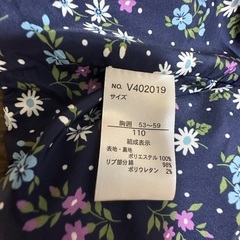 NO. V402019
サイズ
胸囲 53～59
110
組成表示
表地・裏地
ポリエステル 100%
リブ部分綿 98%
ポリウレタン 2%